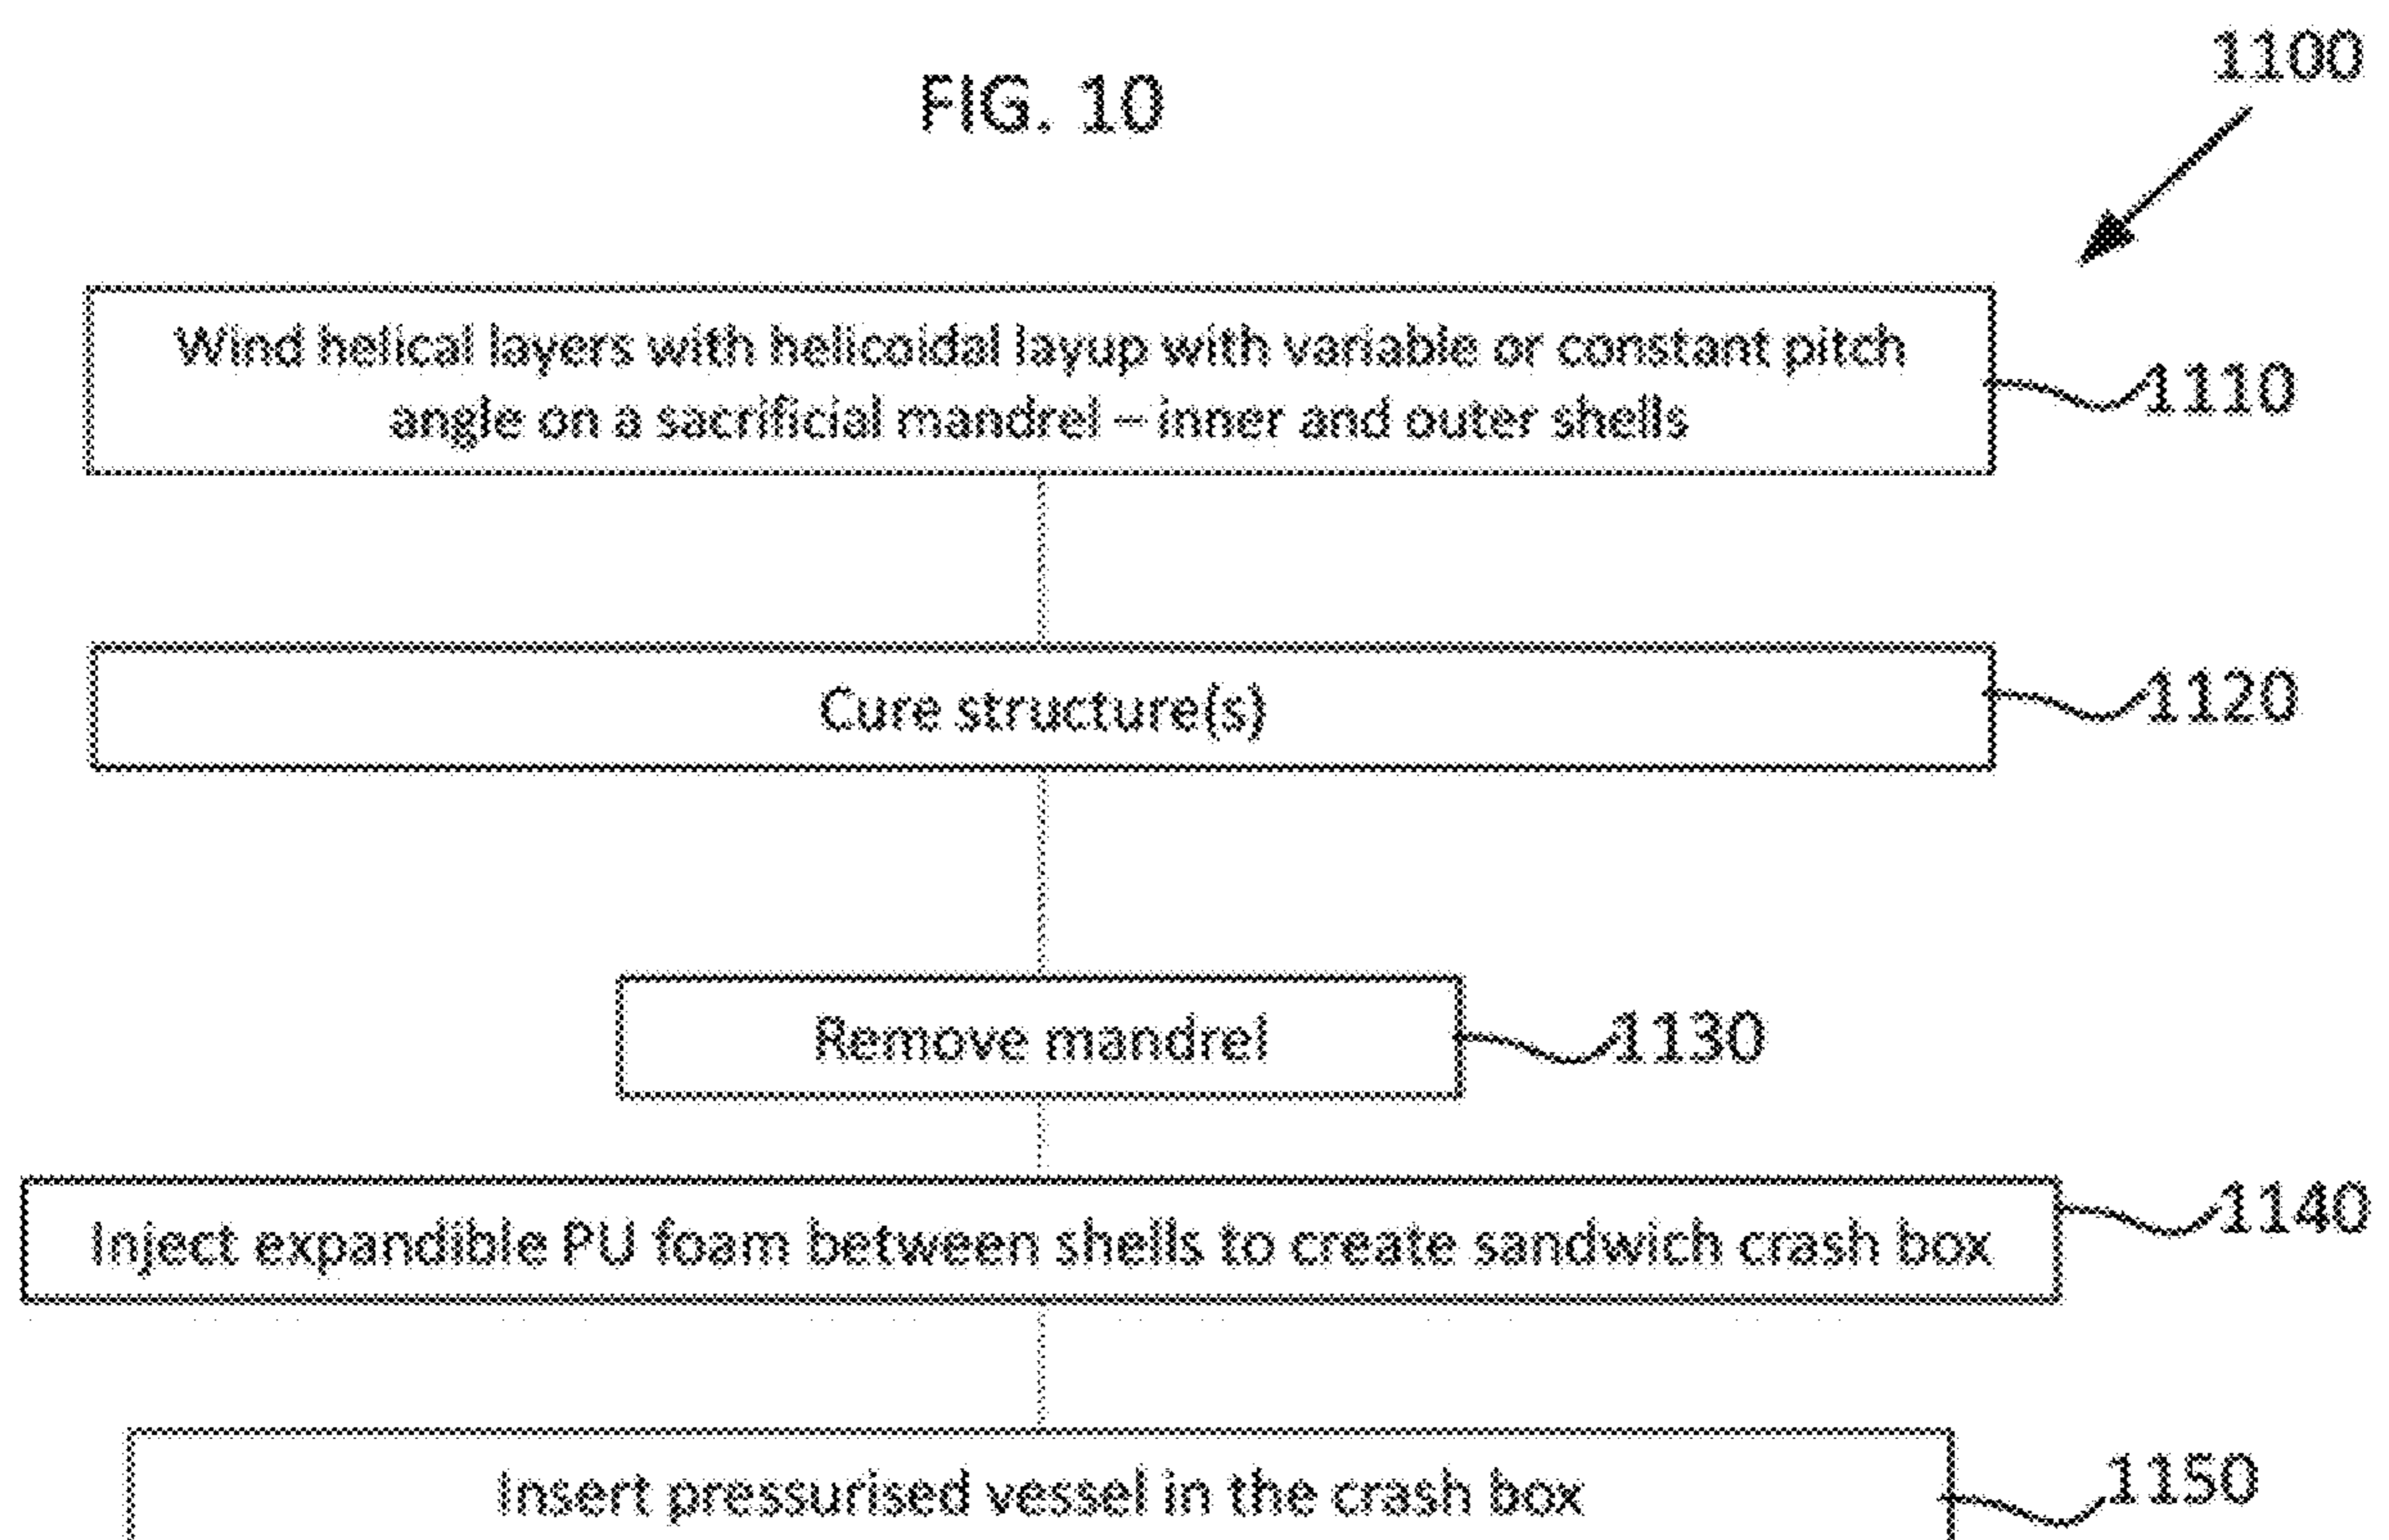 1100
FIG. 10
Wind helical layers with helicoidal layup with variable or constant pitch
angle on a sacrificial mandrel – inner and outer shells
1110
Cure structure(s)
1120
Remove mandrel
1130
Inject expandible PU foam between shells to create sandwich crash box
1140
Insert pressurised vessel in the crash box
1150